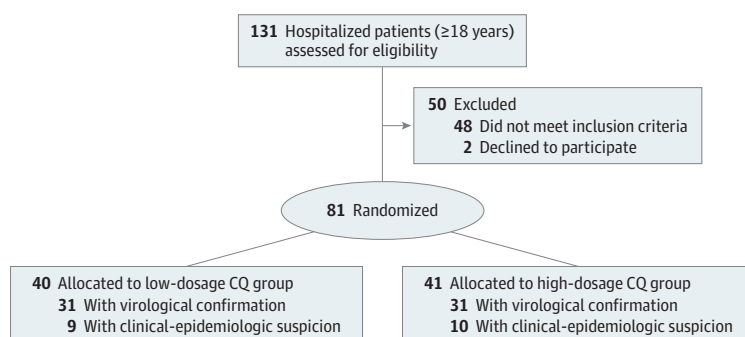 131 Hospitalized patients (≥18 years)
assessed for eligibility
50 Excluded
48 Did not meet inclusion criteria
2 Declined to participate
81 Randomized
40 Allocated to low-dosage CQ group
31 With virological confirmation
9 With clinical-epidemiologic suspicion
41 Allocated to high-dosage CQ group
31 With virological confirmation
10 With clinical-epidemiologic suspicion